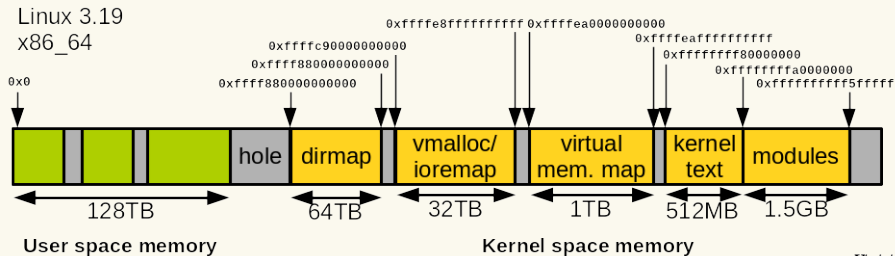 Linux 3.19
x86_64
0xffffe8ffffffffff 0xffffea0000000000
0xffffc90000000000 0xffffeaffffffffff
0xffff880000000000 0xffffffff80000000
0x0 0xffff880000000000 0xffffffffa0000000
0xffffffffff5fffff
hole dirmap vmalloc/ virtual kernel modules
ioremap mem. map text
128TB 64TB 32TB 1TB 512MB 1.5GB
User space memory Kernel space memory